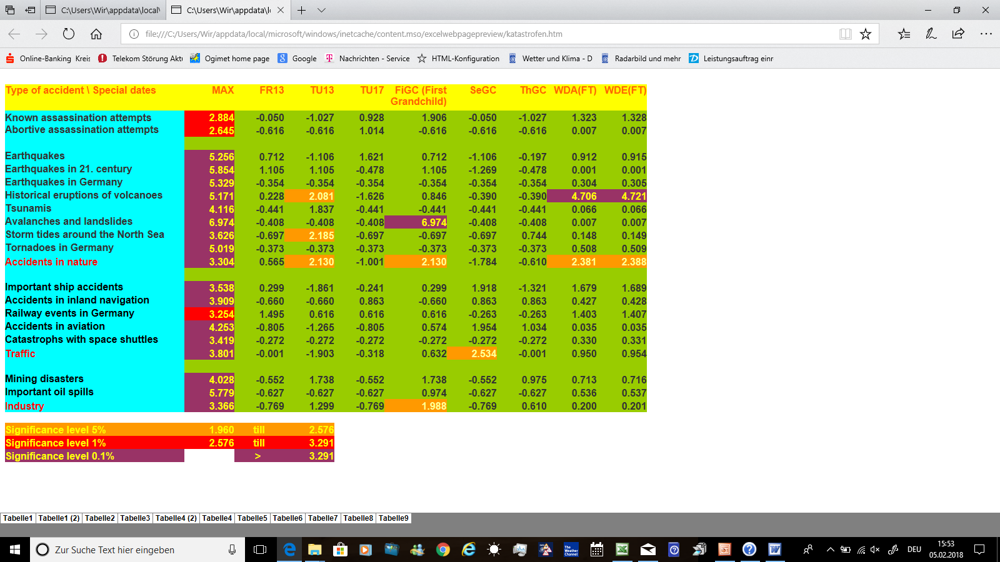 C:\Users\Wir\appdata\local\
C:\Users\Wir\appdata\l
file:///C:/Users/Wir/appdata/local/microsoft/windows/inetcache/content.mso/excelwebpagepreview/katastrofen.htm
Online-Banking Kreis Telekom Störung Aktu Ogimet home page Google Nachrichten - Service HTML-Konfiguration Wetter und Klima - D Radarbild und mehr Leistungsauftrag einr
Type of accident \ Special dates MAX FR13 TU13 TU17 FiGC (First Grandchild) SeGC ThGC WDA(FT) WDE(FT)
Known assassination attempts 2.884 -0.050 -1.027 0.928 1.906 -0.050 -1.027 1.323 1.328
Abortive assassination attempts 2.645 -0.616 -0.616 1.014 -0.616 -0.616 -0.616 0.007 0.007
Earthquakes 5.256 0.712 -1.106 1.621 0.712 -1.106 -0.197 0.912 0.915
Earthquakes in 21. century 5.854 1.105 1.105 -0.478 1.105 -1.269 -0.478 0.001 0.001
Earthquakes in Germany 5.329 -0.354 -0.354 -0.354 -0.354 -0.354 -0.354 0.304 0.305
Historical eruptions of volcanoes 5.171 0.228 2.081 -1.626 0.846 -0.390 -0.390 4.706 4.721
Tsunamis 4.116 -0.441 1.837 -0.441 -0.441 -0.441 -0.441 0.066 0.066
Avalanches and landslides 6.974 -0.408 -0.408 -0.408 6.974 -0.408 -0.408 0.007 0.007
Storm tides around the North Sea 3.626 -0.697 2.185 -0.697 -0.697 -0.697 0.744 0.148 0.149
Tornadoes in Germany 5.019 -0.373 -0.373 -0.373 -0.373 -0.373 -0.373 0.508 0.509
Accidents in nature 3.304 0.565 2.130 -1.001 2.130 -1.784 -0.610 2.381 2.388
Important ship accidents 3.538 0.299 -1.861 -0.241 0.299 1.918 -1.321 1.679 1.689
Accidents in inland navigation 3.909 -0.660 -0.660 0.863 -0.660 0.863 0.863 0.427 0.428
Railway events in Germany 3.254 1.495 0.616 0.616 0.616 -0.263 -0.263 1.403 1.407
Accidents in aviation 4.253 -0.805 -1.265 -0.805 0.574 1.954 1.034 0.035 0.035
Catastrophs with space shuttles 3.419 -0.272 -0.272 -0.272 -0.272 -0.272 -0.272 0.330 0.331
Traffic 3.801 -0.001 -1.903 -0.318 0.632 2.534 -0.001 0.950 0.954
Mining disasters 4.028 -0.552 1.738 -0.552 1.738 -0.552 0.975 0.713 0.716
Important oil spills 5.779 -0.627 -0.627 -0.627 0.974 -0.627 -0.627 0.536 0.537
Industry 3.366 -0.769 1.299 -0.769 1.988 -0.769 0.610 0.200 0.201
Significance level 5% 1.960 till 2.576
Significance level 1% 2.576 till 3.291
Significance level 0.1% > 3.291
Tabelle1 Tabelle1 (2) Tabelle2 Tabelle3 Tabelle4 (2) Tabelle4 Tabelle5 Tabelle6 Tabelle7 Tabelle8 Tabelle9
Zur Suche Text hier eingeben
The Weather Channel
DEU
15:53
05.02.2018